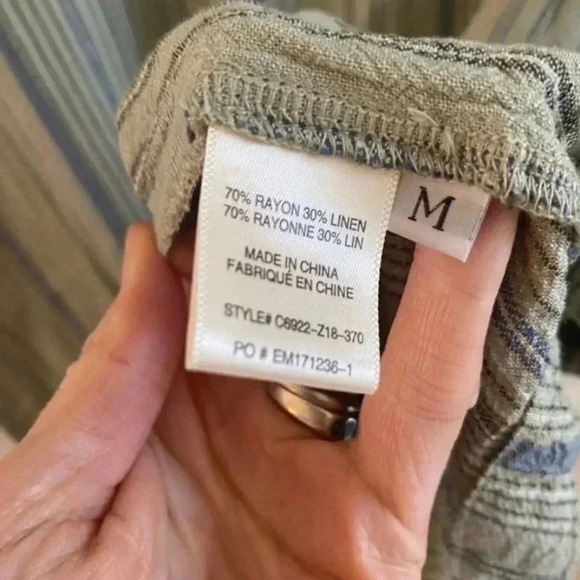 70% RAYON 30% LINEN
70% RAYONNE 30% LIN
MADE IN CHINA
FABRIQUÉ EN CHINE
STYLE# C6922-Z18-370
PO # EM171236-1
M